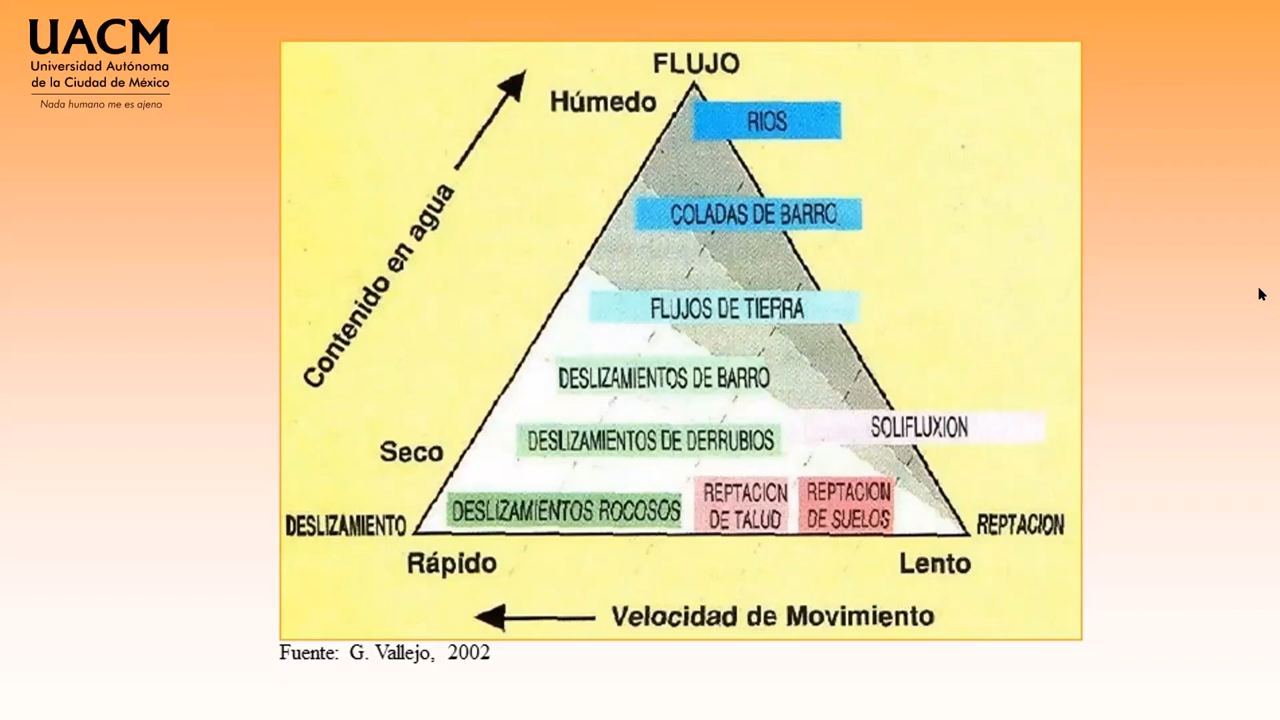 UACM
Universidad Autónoma
de la Ciudad de México
Nada humano me es ajeno
FLUJO
Húmedo
RIOS
Contenido en agua
COLADAS DE BARRO
FLUJOS DE TIERRA
DESLIZAMIENTOS DE BARRO
SOLIFLUXION
DESLIZAMIENTOS DE DERRUBIOS
Seco
REPTACION
DE TALUD
REPTACION
DE SUELOS
DESLIZAMIENTOS ROCOSOS
DESLIZAMIENTO
REPTACION
Rápido
Lento
Velocidad de Movimiento
Fuente: G. Vallejo, 2002